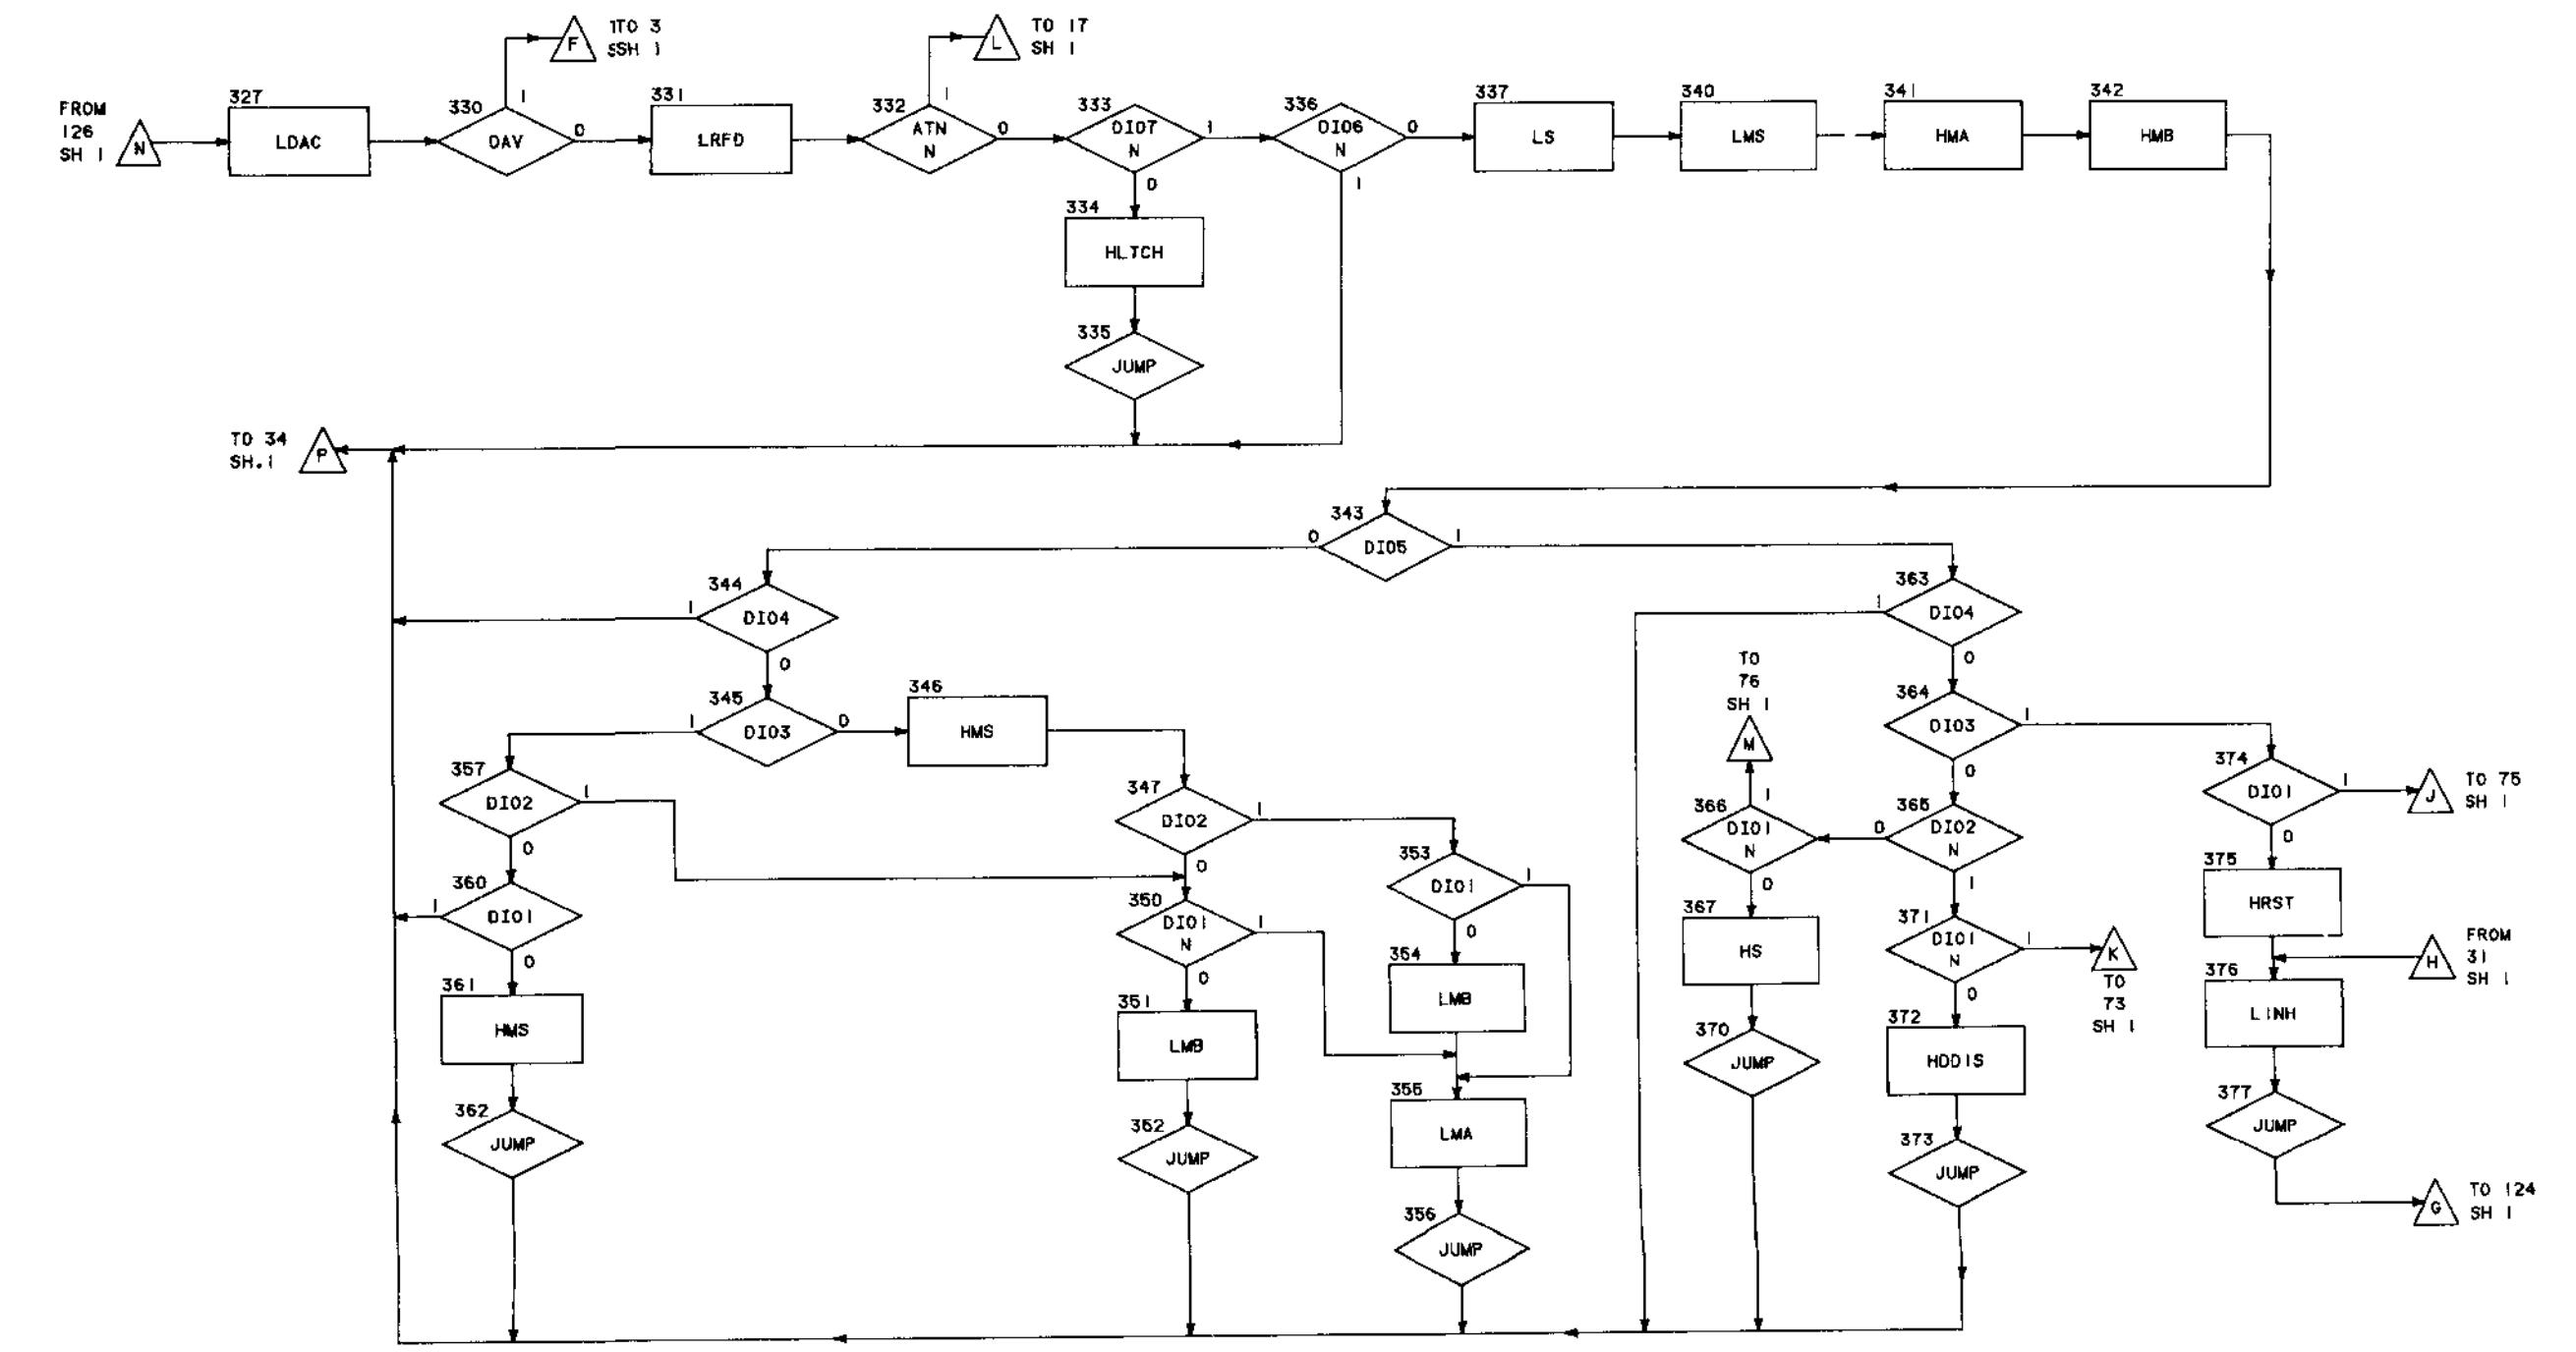 1TO 3
SSH 1
F
TO 17
SH 1
L
FROM
126
SH 1
N
327
LDAC
330
DAV
1
0
331
LRFD
332
ATN
N
1
0
333
DIO7
N
1
0
336
DIO6
N
0
1
337
LS
340
LMS
341
HMA
342
HMB
334
HLTCH
335
JUMP
TO 34
SH.1
P
343
DIO5
0
1
344
DIO4
1
0
363
DIO4
1
0
345
DIO3
1
0
346
HMS
TO
76
SH 1
M
364
DIO3
1
0
357
DIO2
1
0
347
DIO2
1
0
366
DIO1
N
1
0
365
DIO2
N
0
1
374
DIO1
1
0
J
TO 75
SH 1
360
DIO1
1
0
350
DIO1
N
1
0
353
DIO1
1
0
367
HS
371
DIO1
N
1
0
K
TO
73
SH 1
375
HRST
H
FROM
31
SH 1
361
HMS
351
LMB
354
LMB
370
JUMP
372
HDDIS
376
LINH
362
JUMP
352
JUMP
355
LMA
373
JUMP
377
JUMP
356
JUMP
G
TO 124
SH 1